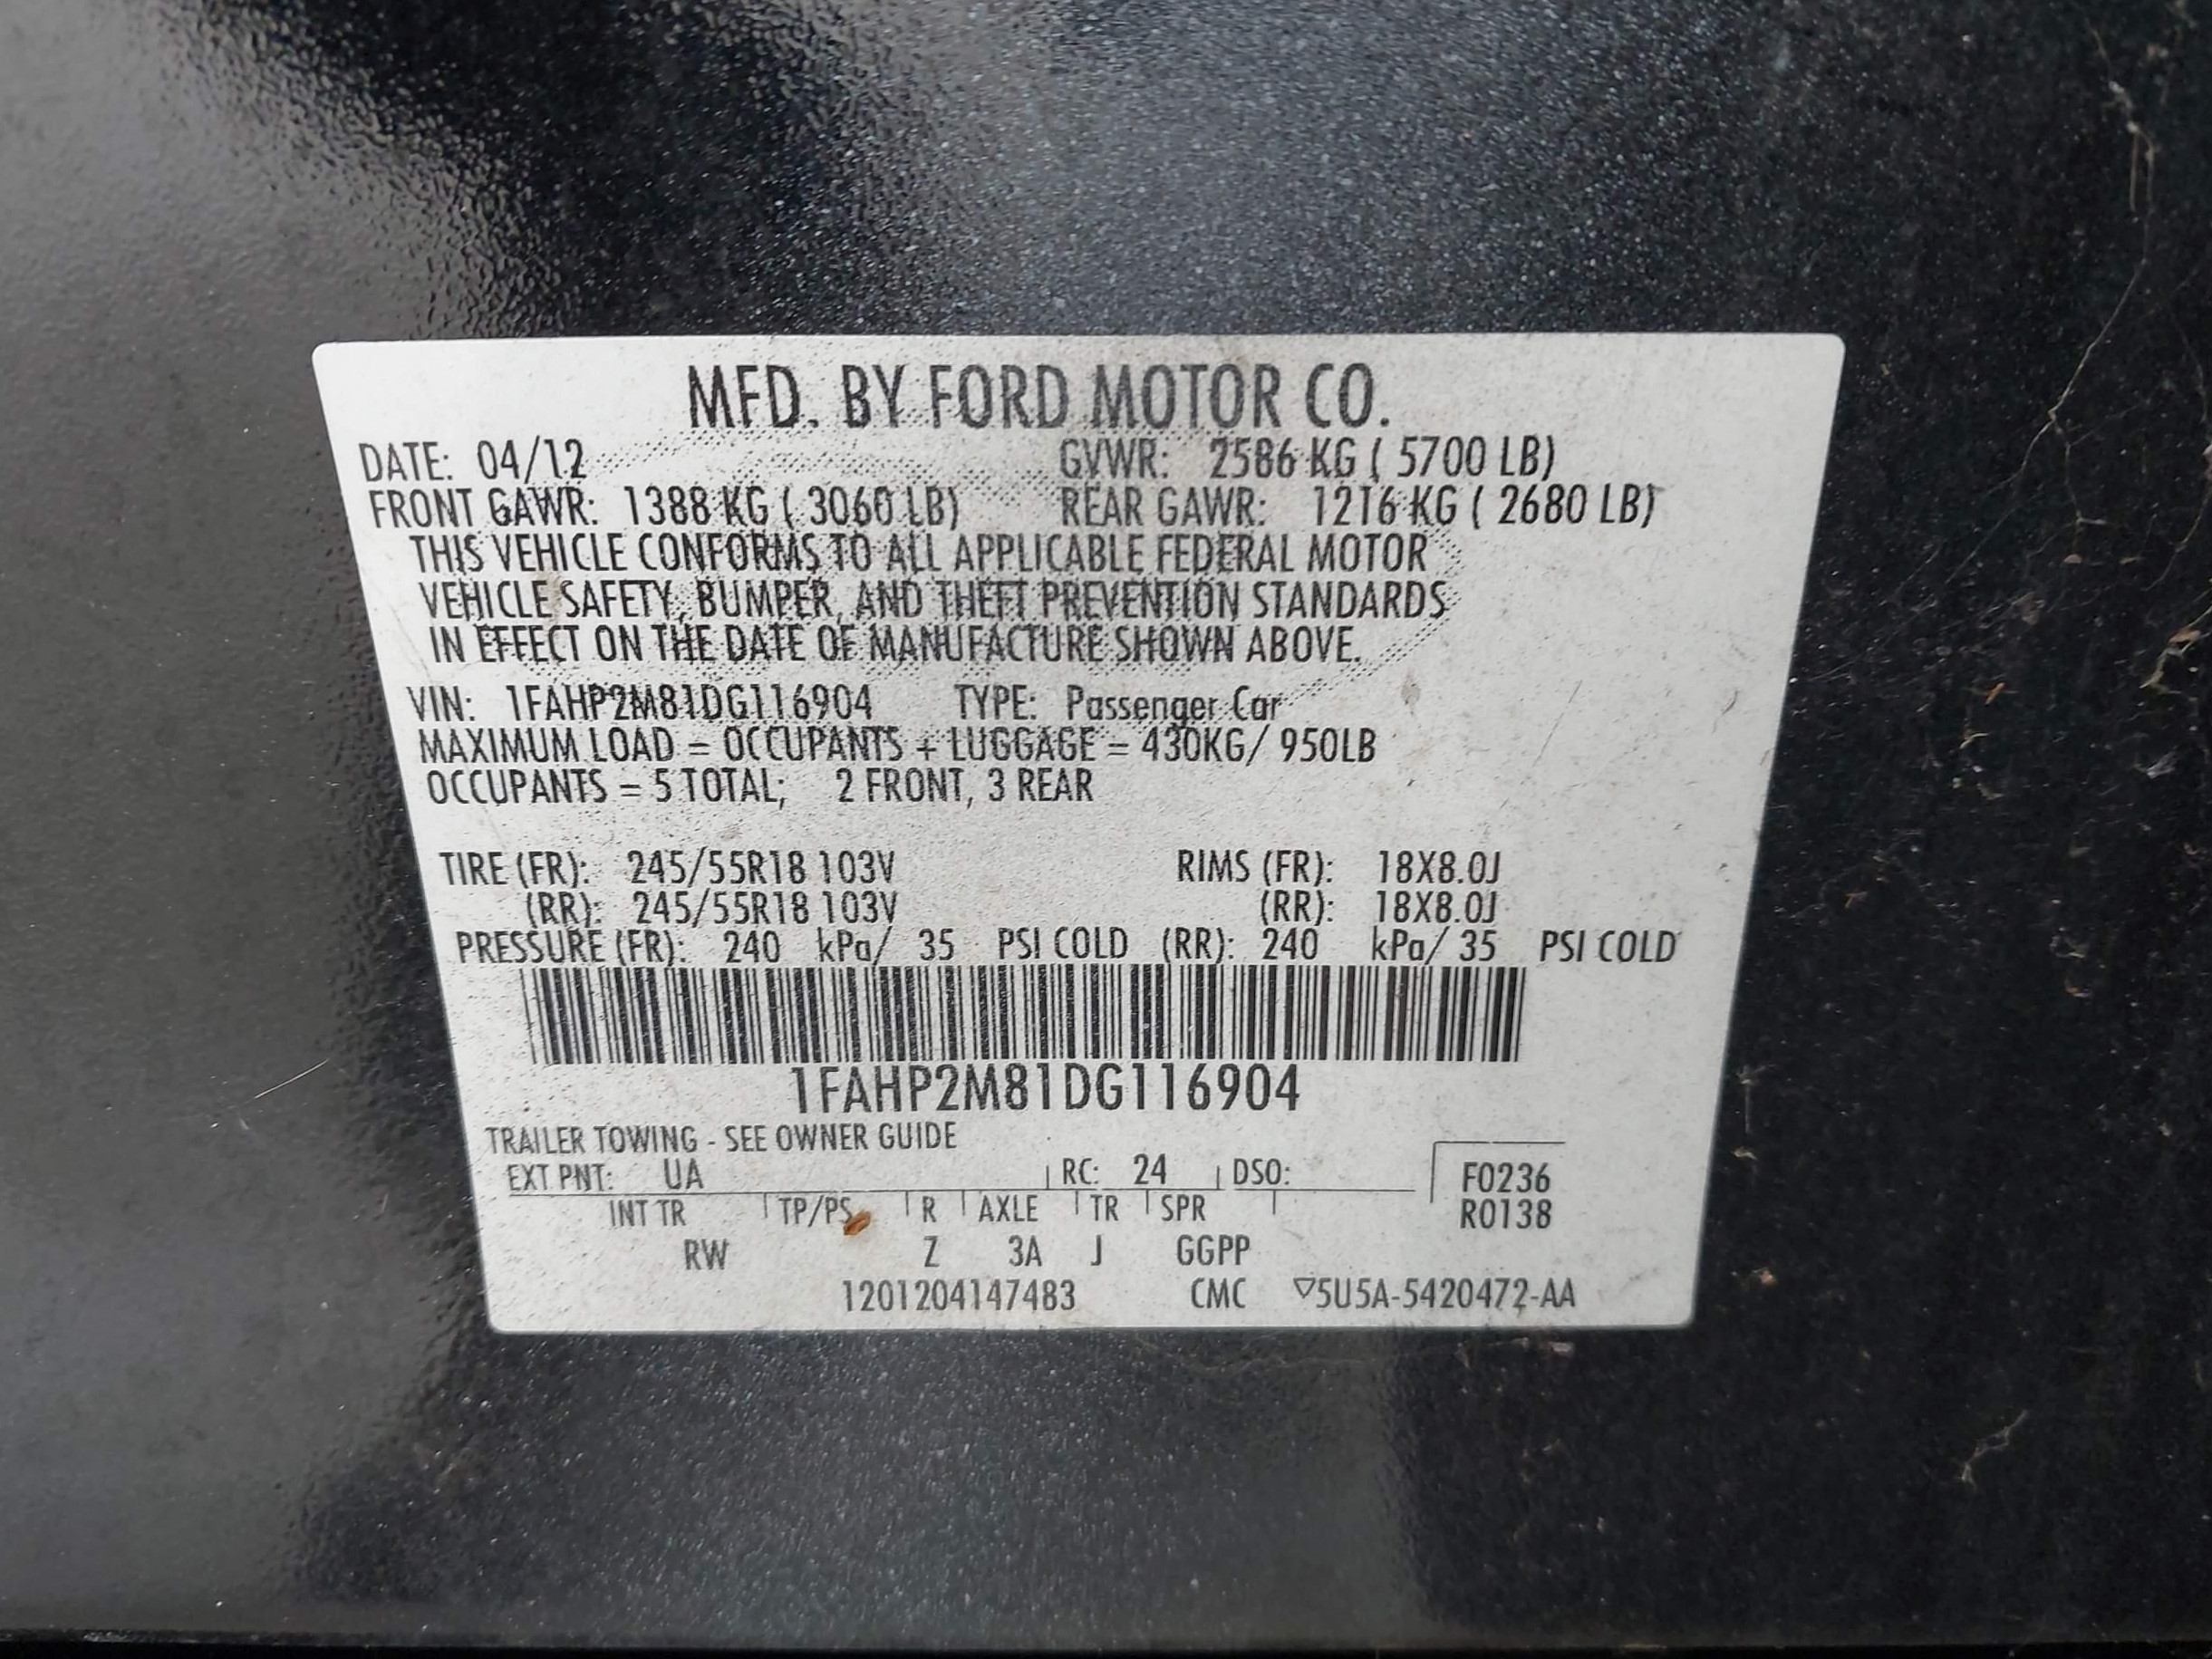 MFD. BY FORD MOTOR CO.
DATE: 04/12 GVWR: 2586 KG ( 5700 LB)
FRONT GAWR: 1388 KG ( 3060 LB) REAR GAWR: 1216 KG ( 2680 LB)
THIS VEHICLE CONFORMS TO ALL APPLICABLE FEDERAL MOTOR
VEHICLE SAFETY, BUMPER, AND THEFT PREVENTION STANDARDS
IN EFFECT ON THE DATE OF MANUFACTURE SHOWN ABOVE.
VIN: 1FAHP2M81DG116904 TYPE: Passenger Car
MAXIMUM LOAD = OCCUPANTS + LUGGAGE = 430KG/ 950LB
OCCUPANTS = 5 TOTAL; 2 FRONT, 3 REAR
TIRE (FR): 245/55R18 103V RIMS (FR): 18X8.0J
(RR): 245/55R18 103V (RR): 18X8.0J
PRESSURE (FR): 240 kPa/ 35 PSI COLD (RR): 240 kPa/ 35 PSI COLD
1FAHP2M81DG116904
TRAILER TOWING - SEE OWNER GUIDE
EXT PNT: UA RC: 24 DSO: F0236
INT TR TP/PS R AXLE TR SPR R0138
RW Z 3A J GGPP
1201204147483 CMC ▽5U5A-5420472-AA